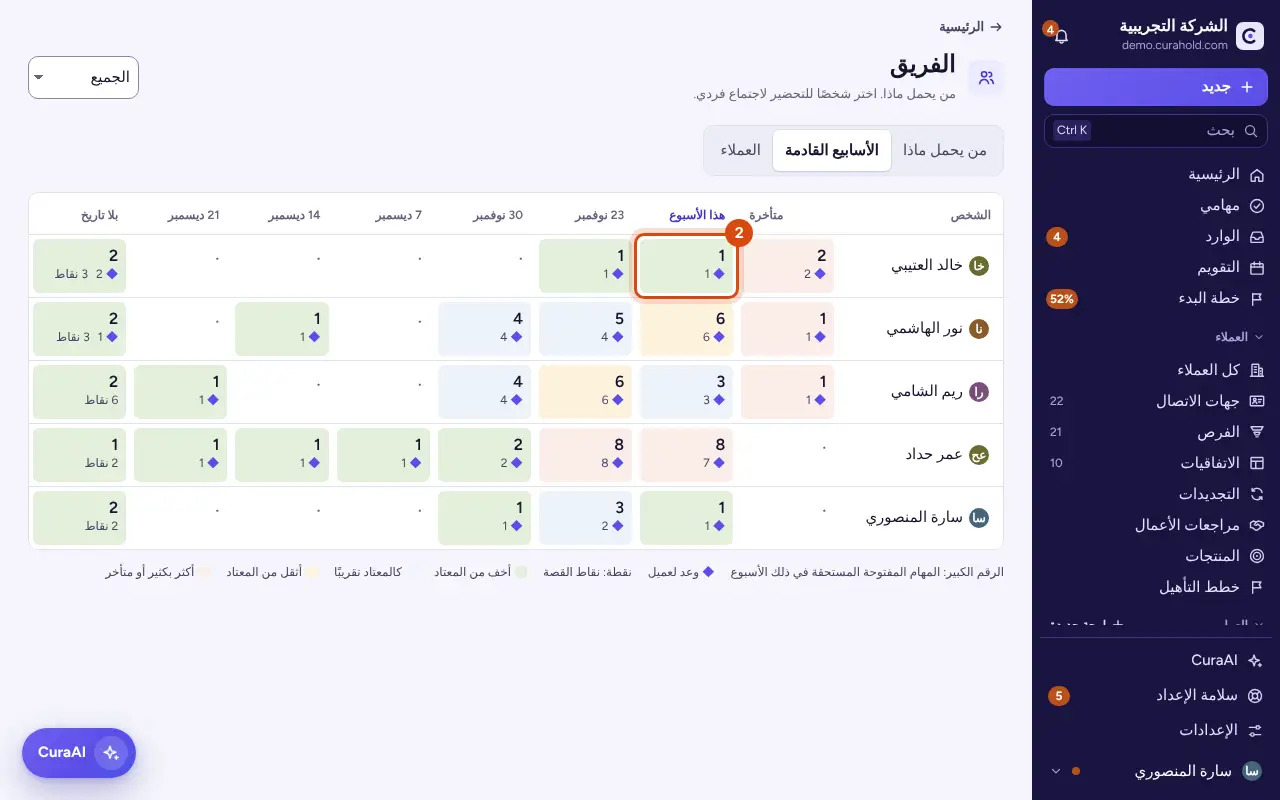 الشركة التجريبية
demo.curahold.com
4
جديد
بحث
Ctrl K
الرئيسية
مهامي
الوارد 4
التقويم
خطة البدء 52%
العملاء
كل العملاء
جهات الاتصال 22
الفرص 21
الاتفاقيات 10
التجديدات
مراجعات الأعمال
المنتجات
خطط التأهيل
CuraAI
سلامة الإعداد 5
الإعدادات
سارة المنصوري
سا
الرئيسية
الفريق
من يحمل ماذا. اختر شخصًا للتحضير لاجتماع فردي.
الجميع
من يحمل ماذا
الأسابيع القادمة
العملاء
الشخص متأخرة هذا الأسبوع 23 نوفمبر 30 نوفمبر 7 ديسمبر 14 ديسمبر 21 ديسمبر بلا تاريخ
2
خا خالد العتيبي 2 1 1 · · · · 2
2 1 1 2 3 نقاط
نا نور الهاشمي 1 6 5 4 · 1 · 2
1 6 4 4 1 1 3 نقاط
را ريم الشامي 1 3 6 4 · · 1 2
1 3 6 4 1 6 نقاط
عح عمر حداد · 8 8 2 1 1 1 1
7 8 2 1 1 1 2 نقاط
سا سارة المنصوري · 1 3 1 · · · 2
1 2 1 2 نقاط
الرقم الكبير: المهام المفتوحة المستحقة في ذلك الأسبوع وعد لعميل نقطة: نقاط القصة أخف من المعتاد كالمعتاد تقريبًا أثقل من المعتاد أكثر بكثير أو متأخر
CuraAI